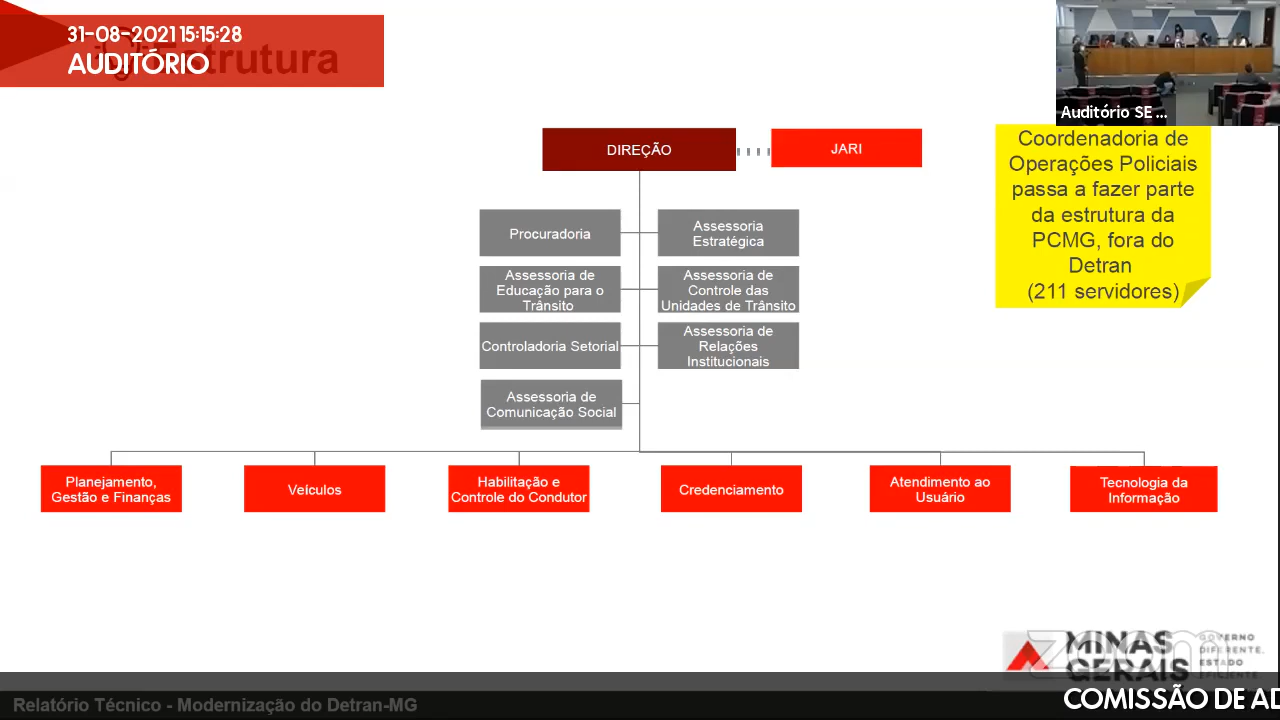 31-08-2021 15:15:28
Estrutura
AUDITÓRIO
Auditório SE ...
DIREÇÃO
JARI
Coordenadoria de
Operações Policiais
passa a fazer parte
da estrutura da
PCMG, fora do
Detran
(211 servidores)
Procuradoria
Assessoria
Estratégica
Assessoria de
Educação para o
Trânsito
Assessoria de
Controle das
Unidades de Trânsito
Controladoria Setorial
Assessoria de
Relações
Institucionais
Assessoria de
Comunicação Social
Planejamento,
Gestão e Finanças
Veículos
Habilitação e
Controle do Condutor
Credenciamento
Atendimento ao
Usuário
Tecnologia da
Informação
zoom
MINAS
GERAIS
GOVERNO
DIFERENTE.
ESTADO
EFICIENTE.
Relatório Técnico - Modernização do Detran-MG
COMISSÃO DE AD